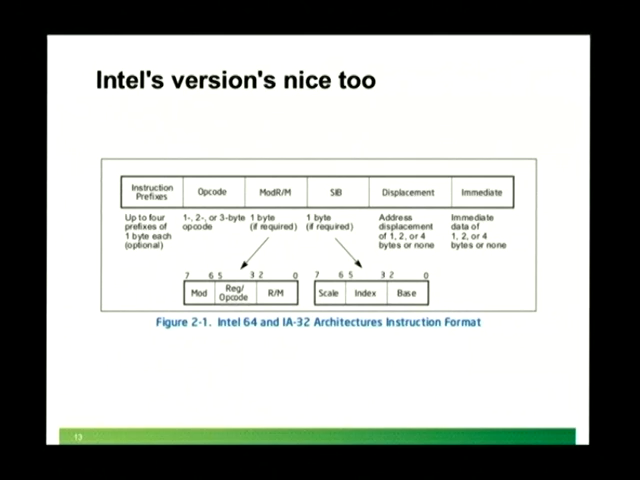 Intel's version's nice too
Instruction
Prefixes
Opcode
ModR/M
SIB
Displacement
Immediate
Up to four
prefixes of
1 byte each
(optional)
1-, 2-, or 3-byte
opcode
1 byte
(if required)
1 byte
(if required)
Address
displacement
of 1, 2, or 4
bytes or none
Immediate
data of
1, 2, or 4
bytes or none
7 6 5 3 2 0
Mod
Reg/
Opcode
R/M
7 6 5 3 2 0
Scale
Index
Base
Figure 2-1. Intel 64 and IA-32 Architectures Instruction Format
13